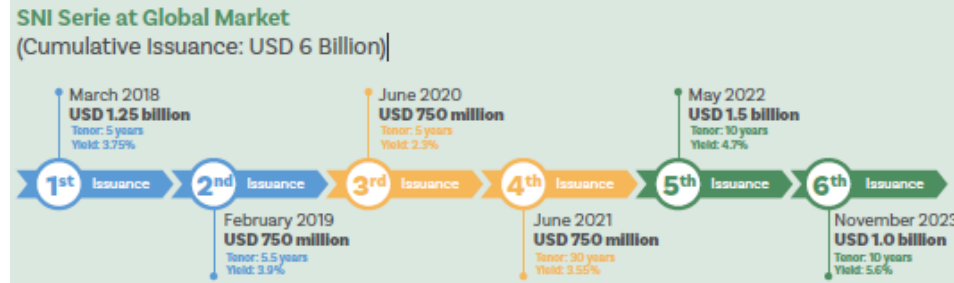 SNI Serie at Global Market
(Cumulative Issuance: USD 6 Billion)
March 2018
USD 1.25 billion
Tenor: 5 years
Yield: 3.75%
June 2020
USD 750 million
Tenor: 5 years
Yield: 2.3%
May 2022
USD 1.5 billion
Tenor: 10 years
Yield: 4.7%
1st Issuance
2nd Issuance
3rd Issuance
4th Issuance
5th Issuance
6th Issuance
February 2019
USD 750 million
Tenor: 5.5 years
Yield: 3.9%
June 2021
USD 750 million
Tenor: 30 years
Yield: 3.55%
November 2023
USD 1.0 billion
Tenor: 10 years
Yield: 5.6%